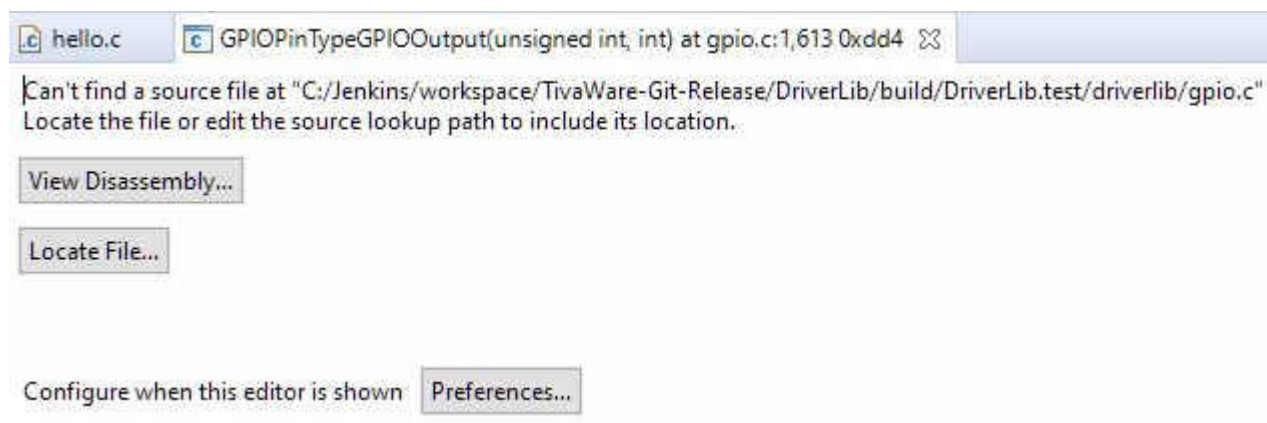 hello.c GPIOPinTypeGPIOOutput(unsigned int, int) at gpio.c:1,613 0xdd4
Can't find a source file at "C:/Jenkins/workspace/TivaWare-Git-Release/DriverLib/build/DriverLib.test/driverlib/gpio.c"
Locate the file or edit the source lookup path to include its location.
View Disassembly...
Locate File...
Configure when this editor is shown Preferences...